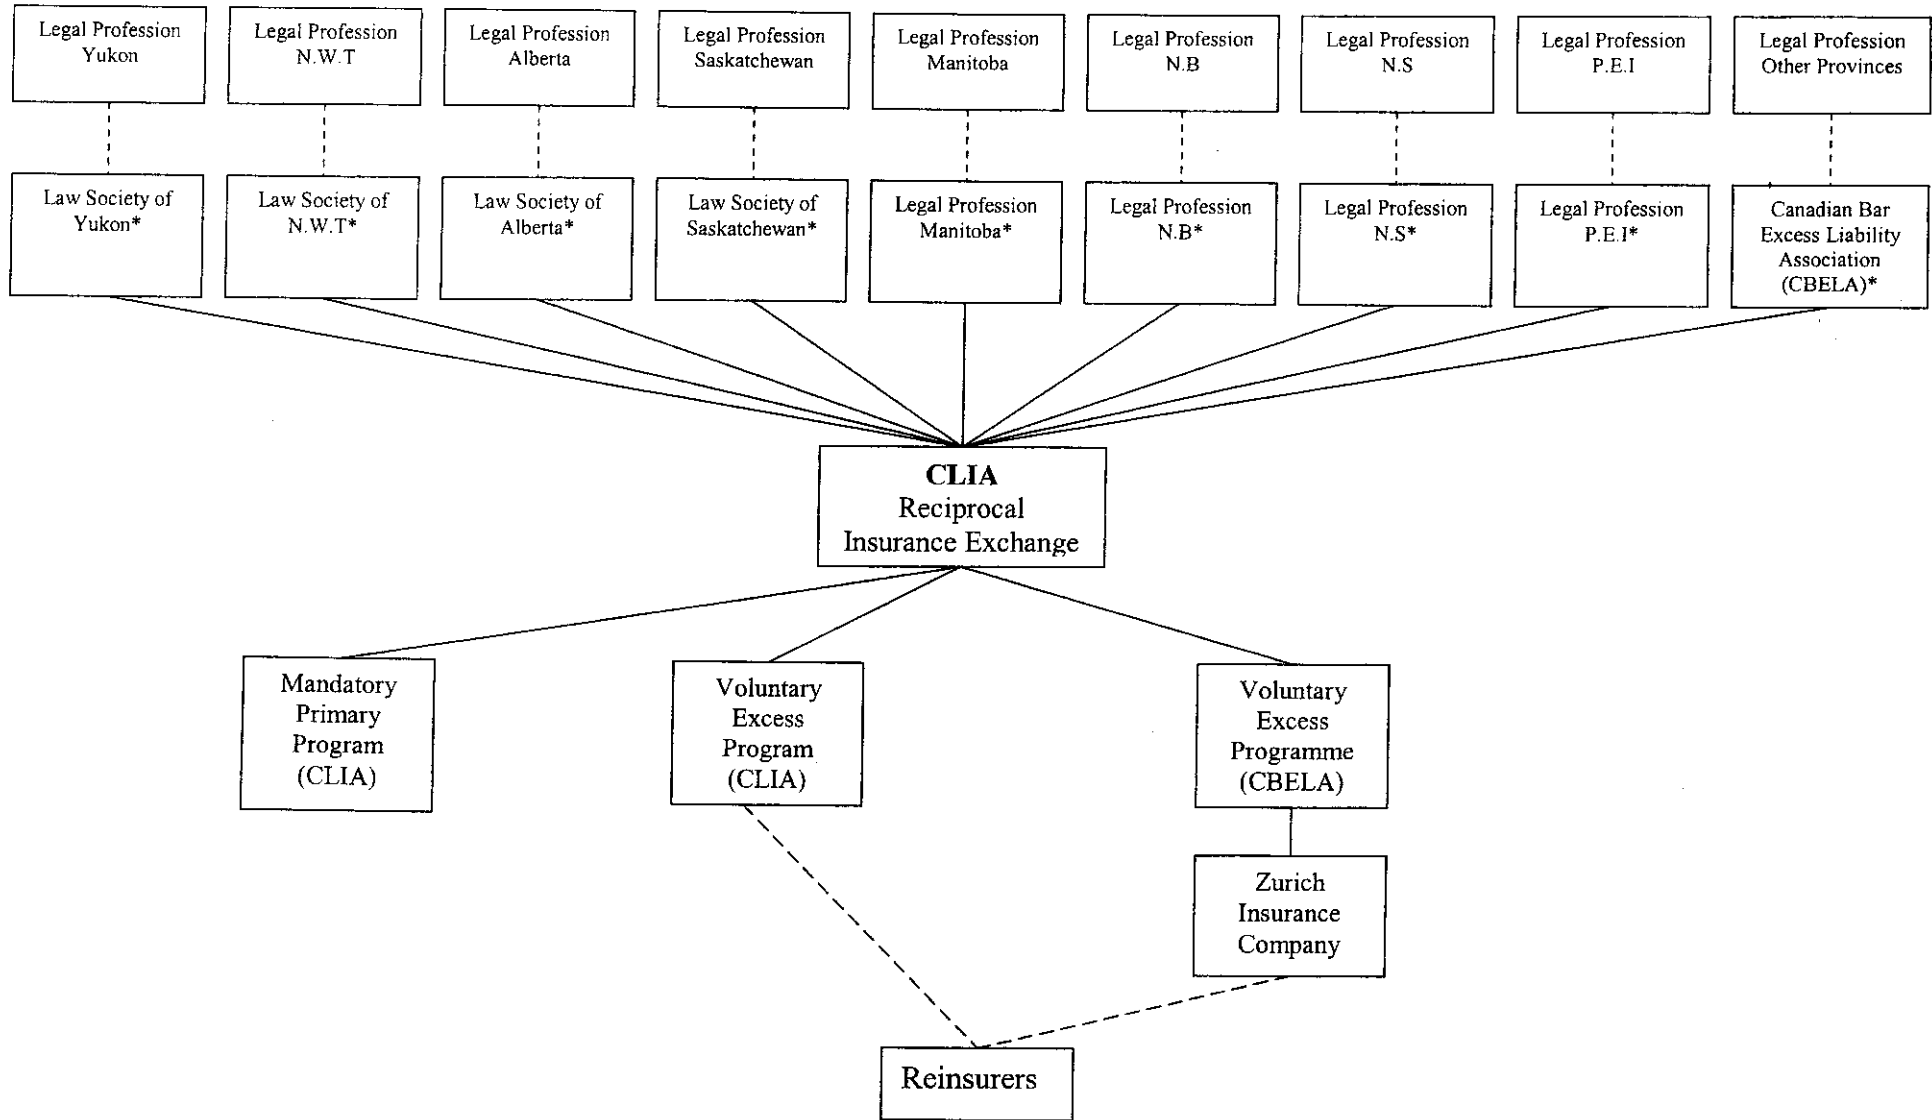 Legal Profession
Yukon
Legal Profession
N.W.T
Legal Profession
Alberta
Legal Profession
Saskatchewan
Legal Profession
Manitoba
Legal Profession
N.B
Legal Profession
N.S
Legal Profession
P.E.I
Legal Profession
Other Provinces
Law Society of
Yukon*
Law Society of
N.W.T*
Law Society of
Alberta*
Law Society of
Saskatchewan*
Legal Profession
Manitoba*
Legal Profession
N.B*
Legal Profession
N.S*
Legal Profession
P.E.I*
Canadian Bar
Excess Liability
Association
(CBELA)*
CLIA
Reciprocal
Insurance Exchange
Mandatory
Primary
Program
(CLIA)
Voluntary
Excess
Program
(CLIA)
Voluntary
Excess
Programme
(CBELA)
Zurich
Insurance
Company
Reinsurers